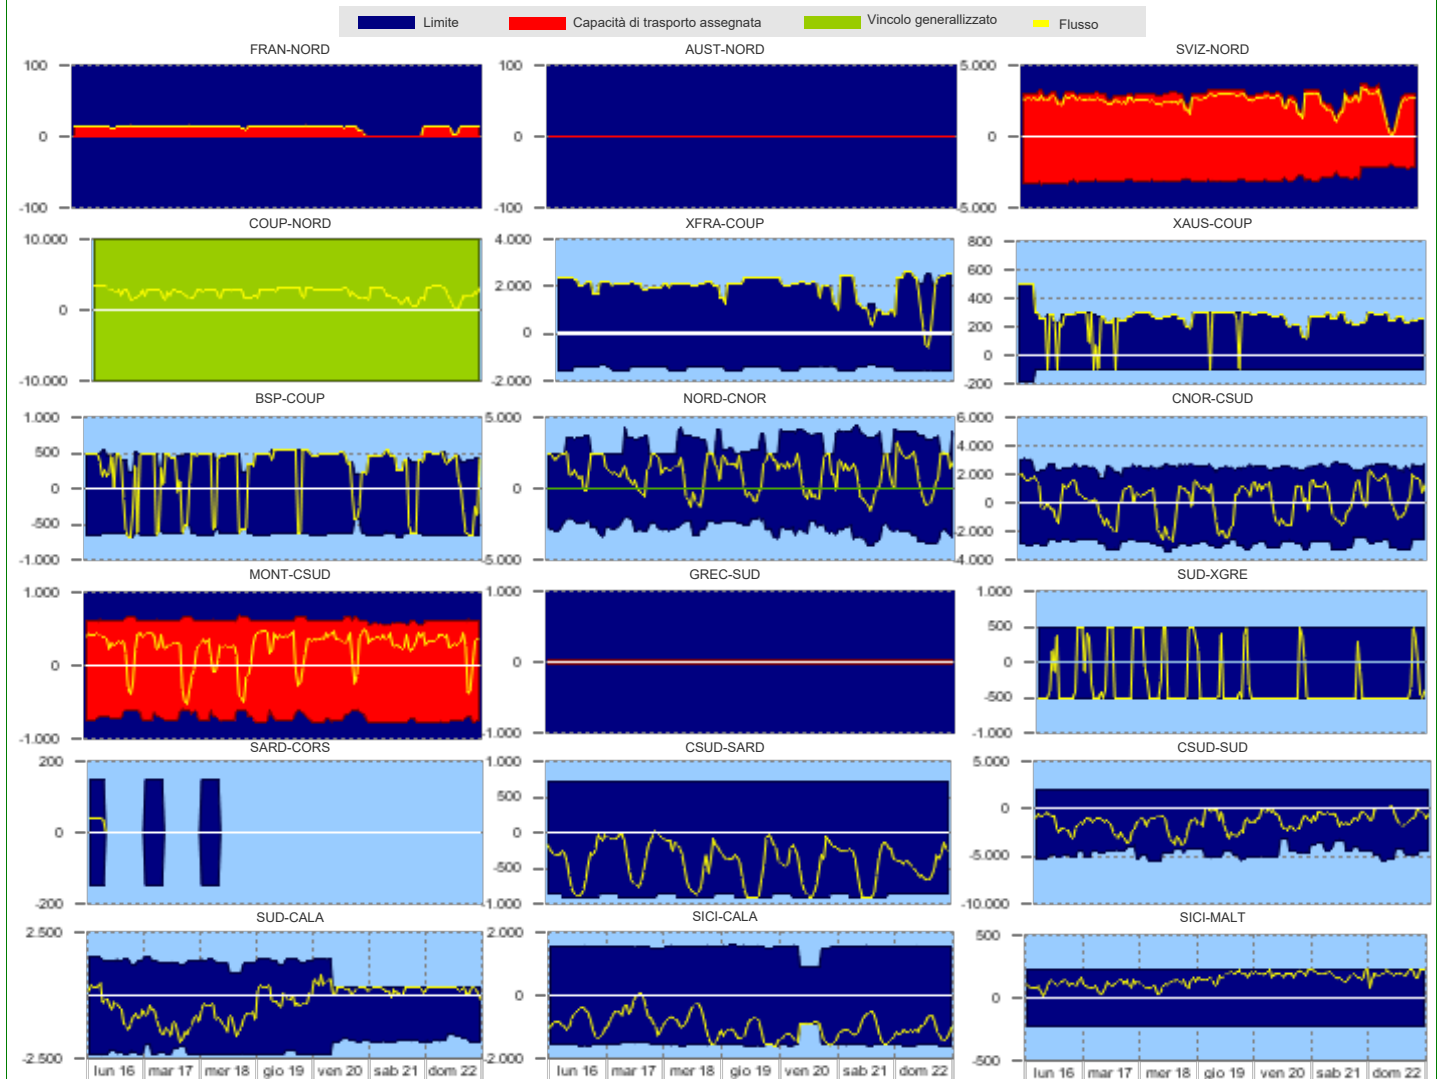 Limite Capacità di trasporto assegnata Vincolo generallizzato Flusso
FRAN-NORD AUST-NORD SVIZ-NORD
100 100 5.000
0 0 0
-100 -100 -5.000
COUP-NORD XFRA-COUP XAUS-COUP
10.000 4.000 800
600
2.000 400
0 200
0 0
-10.000 -2.000 -200
BSP-COUP NORD-CNOR CNOR-CSUD
1.000 5.000 6.000
500 4.000
0 0 2.000
0
-500 -2.000
-1.000 -5.000 -4.000
MONT-CSUD GREC-SUD SUD-XGRE
1.000 1.000 1.000
500
0 0 0
-500
-1.000 -1.000 -1.000
SARD-CORS CSUD-SARD CSUD-SUD
200 1.000 5.000
500
0 0 0
-500 -5.000
-200 -1.000 -10.000
SUD-CALA SICI-CALA SICI-MALT
2.500 2.000 500
0 0 0
-2.500 -2.000 -500
lun 16 mar 17 mer 18 gio 19 ven 20 sab 21 dom 22 lun 16 mar 17 mer 18 gio 19 ven 20 sab 21 dom 22 lun 16 mar 17 mer 18 gio 19 ven 20 sab 21 dom 22